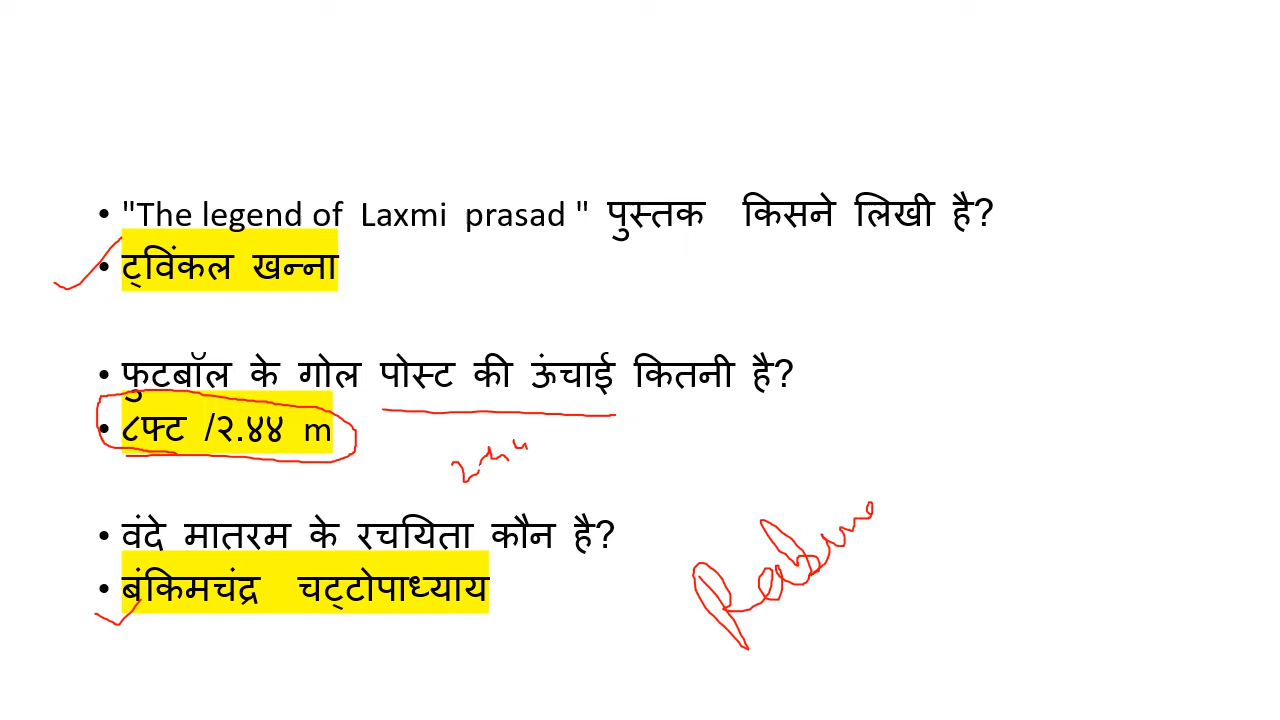 • "The legend of Laxmi prasad " पुस्तक किसने लिखी है?
• ट्विंकल खन्ना
• फुटबॉल के गोल पोस्ट की ऊंचाई कितनी है?
• ८फ्ट /२.४४ m
• वंदे मातरम के रचयिता कौन है?
• बंकिमचंद्र चट्टोपाध्याय